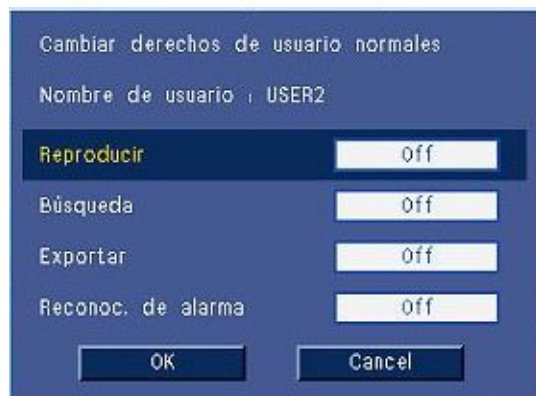 Cambiar derechos de usuario normales
Nombre de usuario : USER2
Reproducir Off
Búsqueda Off
Exportar Off
Reconoc. de alarma Off
OK Cancel